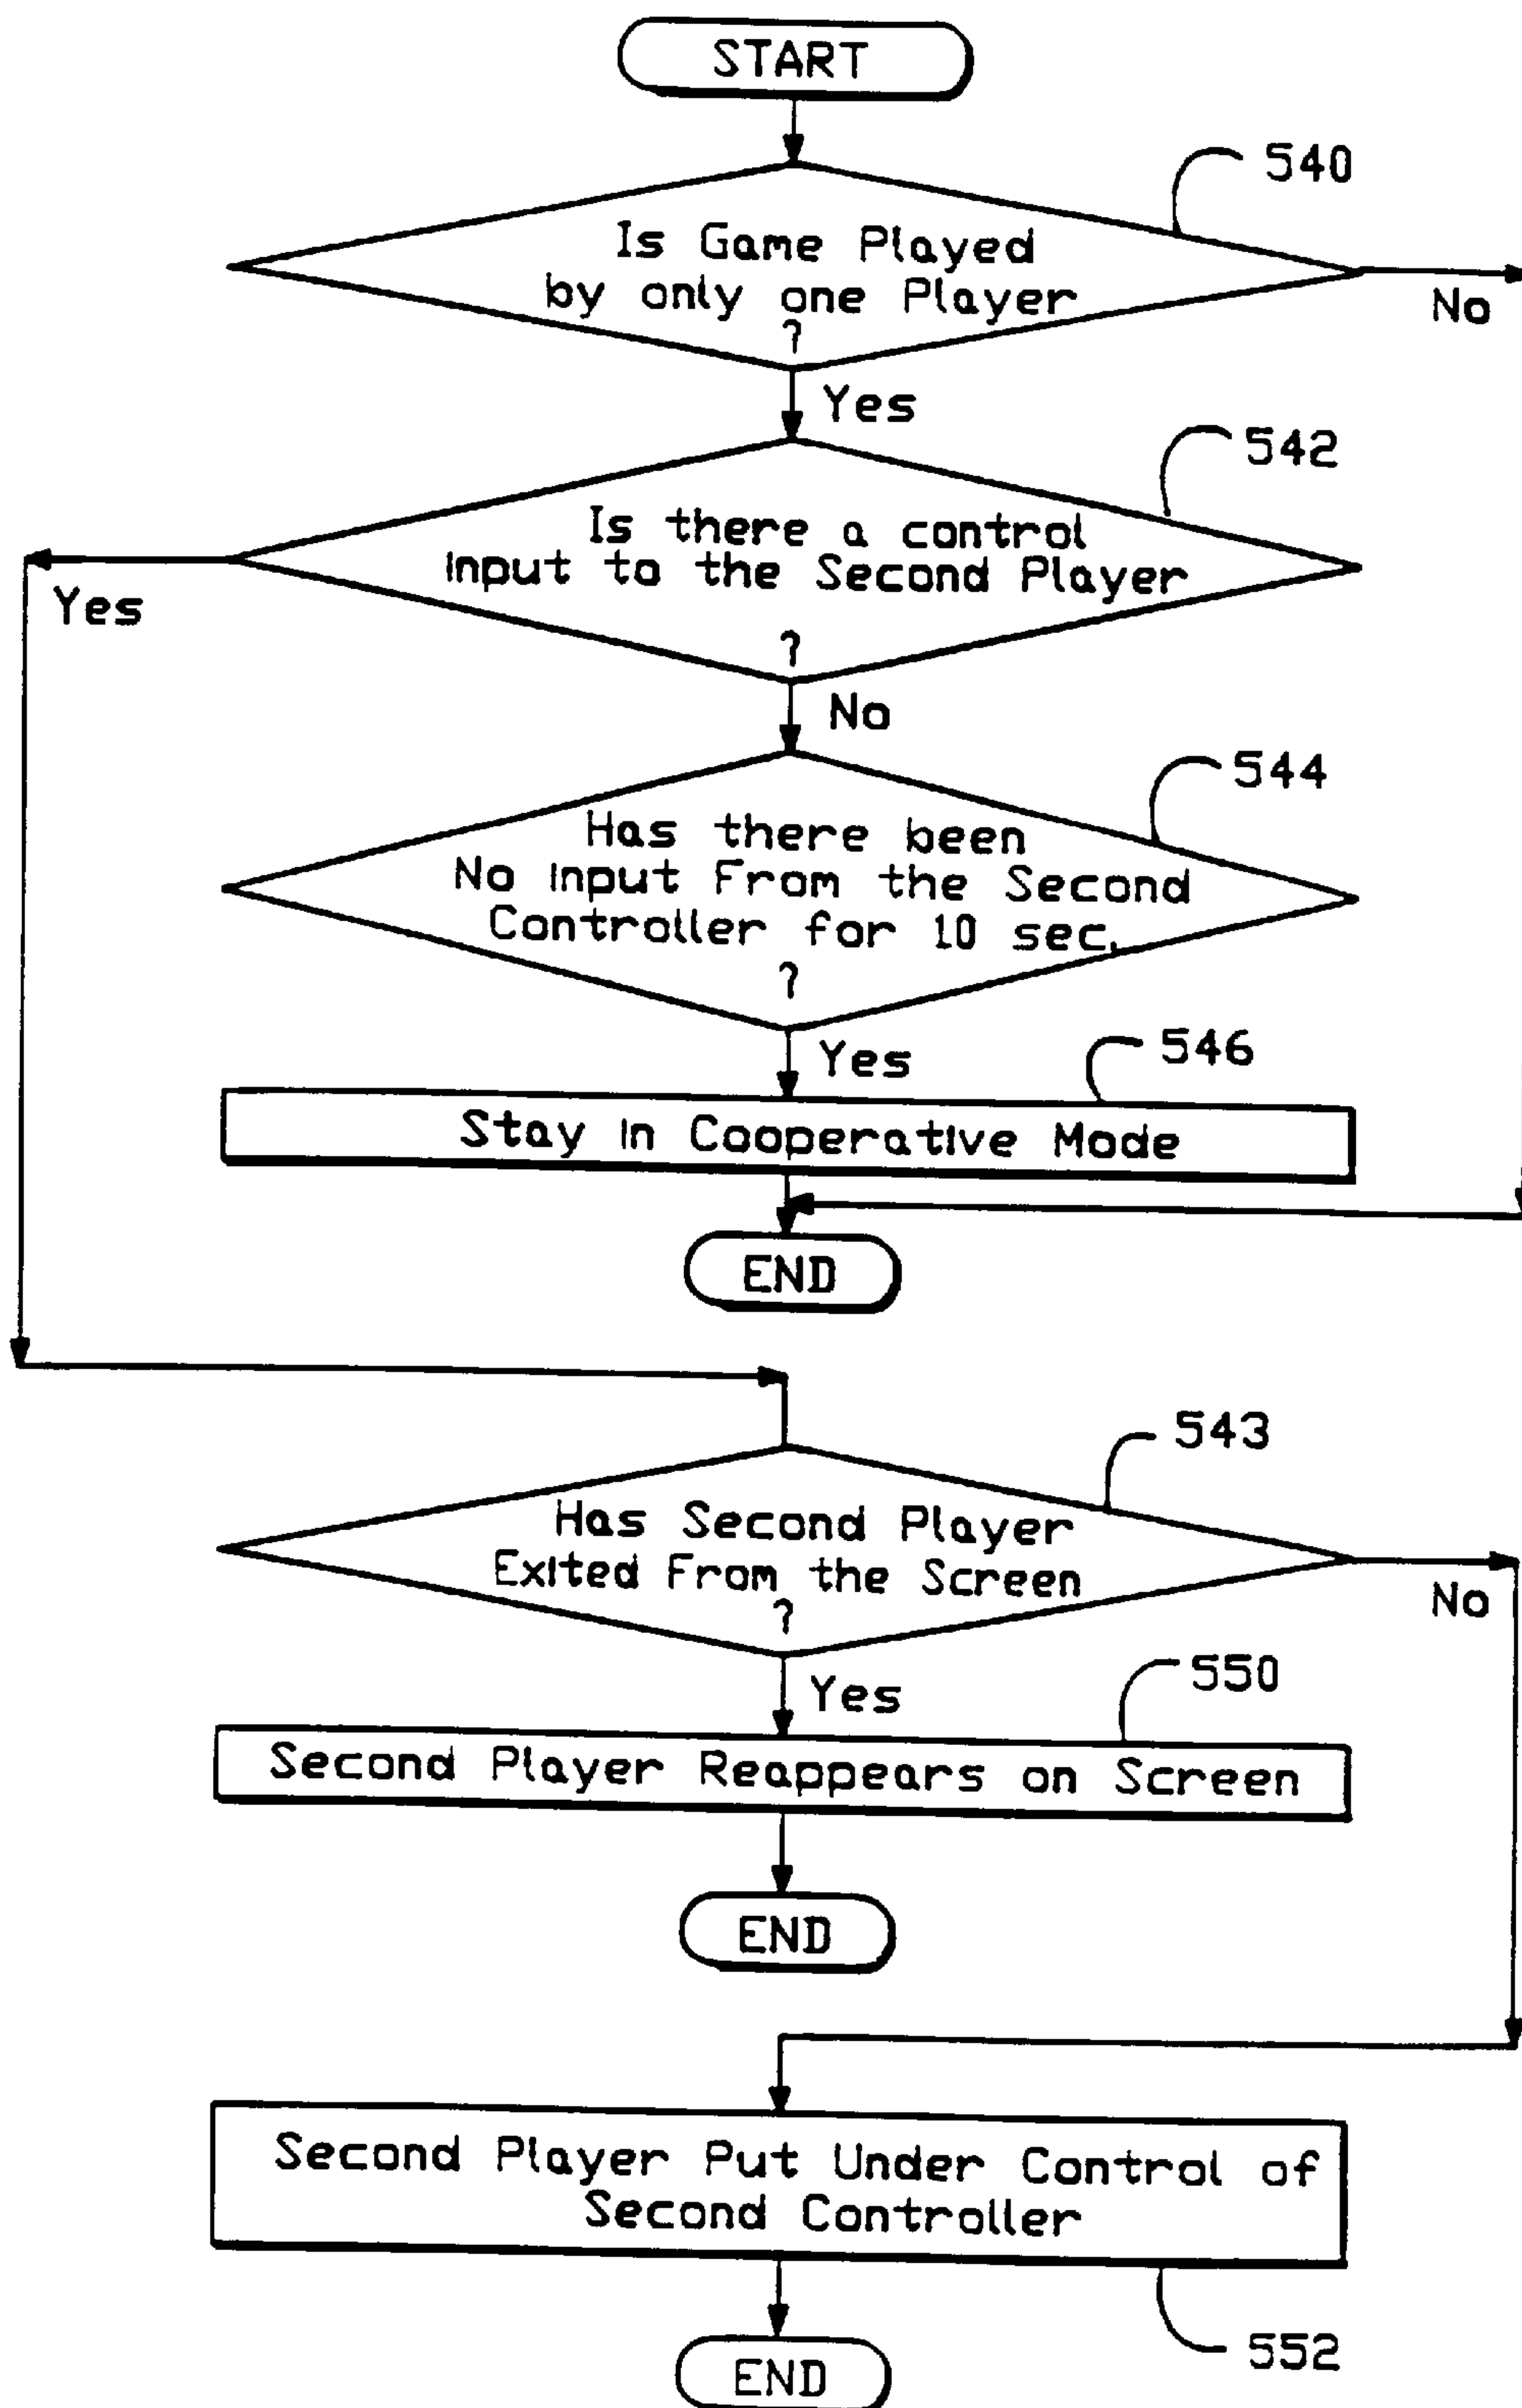 START
540
Is Game Played
by only one Player
?
No
Yes
542
Is there a control
Input to the Second Player
?
Yes
No
544
Has there been
No Input From the Second
Controller for 10 sec.
?
Yes
546
Stay In Cooperative Mode
END
543
Has Second Player
Exited From the Screen
?
No
Yes
550
Second Player Reappears on Screen
END
Second Player Put Under Control of
Second Controller
552
END